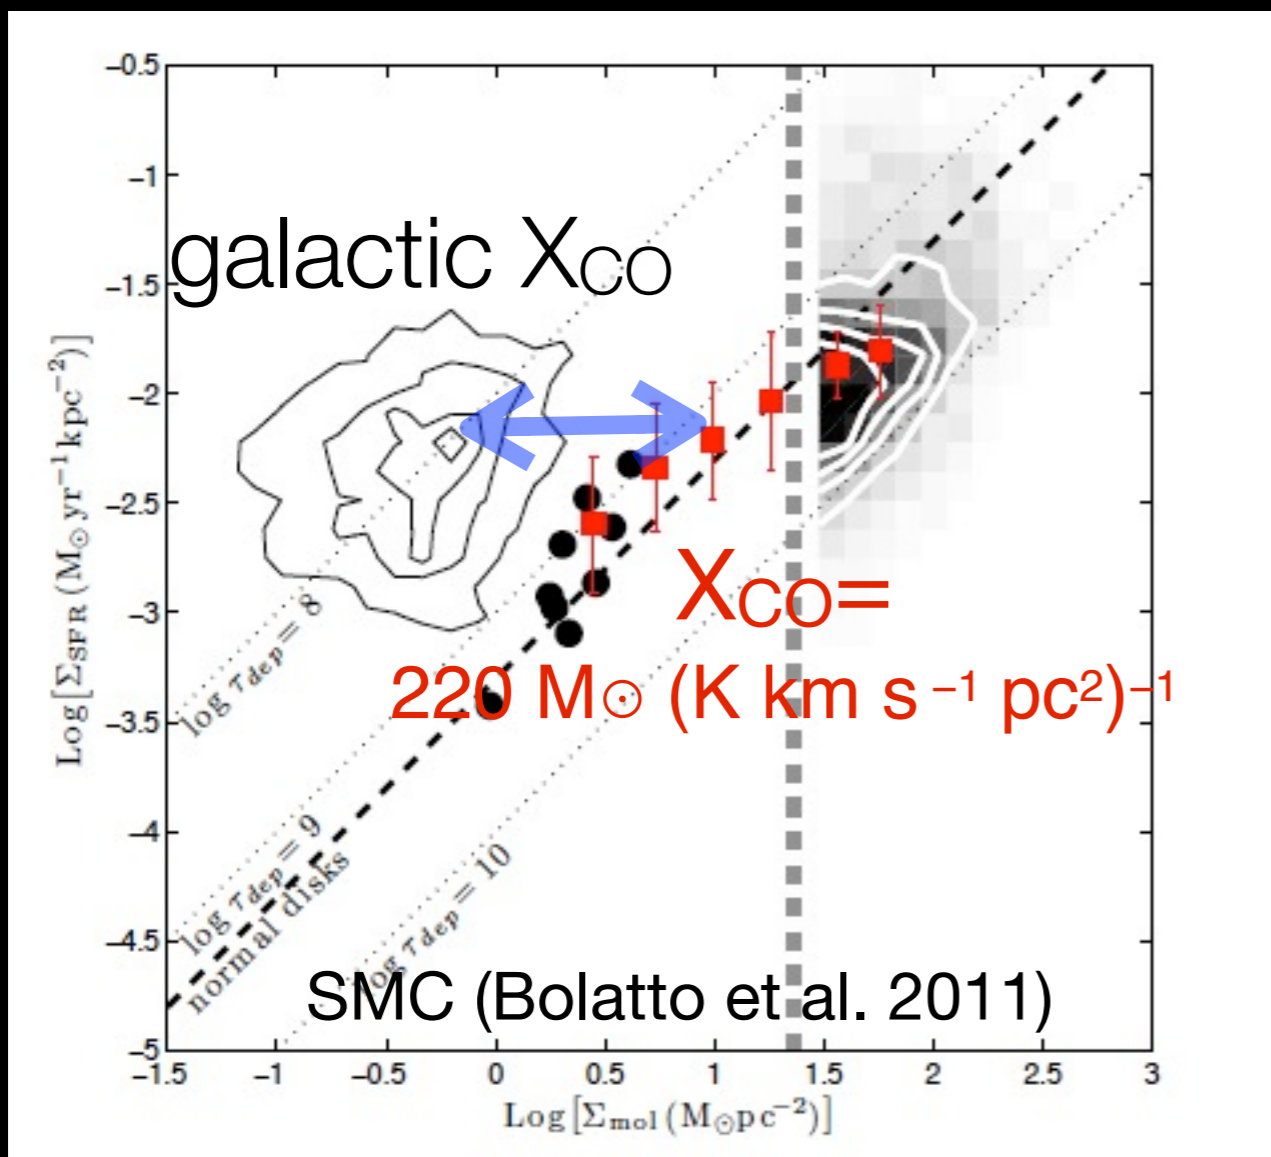 −0.5
−1
galactic XCO
−1.5
−2
−2.5
−3
−3.5
−4
−4.5
−5
Log[ΣSFR (M⊙yr−1kpc−2)]
log τdep = 8
XCO=
220 M⊙ (K km s −1 pc2)−1
log τdep = 9
normal disks
log τdep = 10
SMC (Bolatto et al. 2011)
−1.5 −1 −0.5 0 0.5 1 1.5 2 2.5 3
Log[Σmol (M⊙pc−2)]